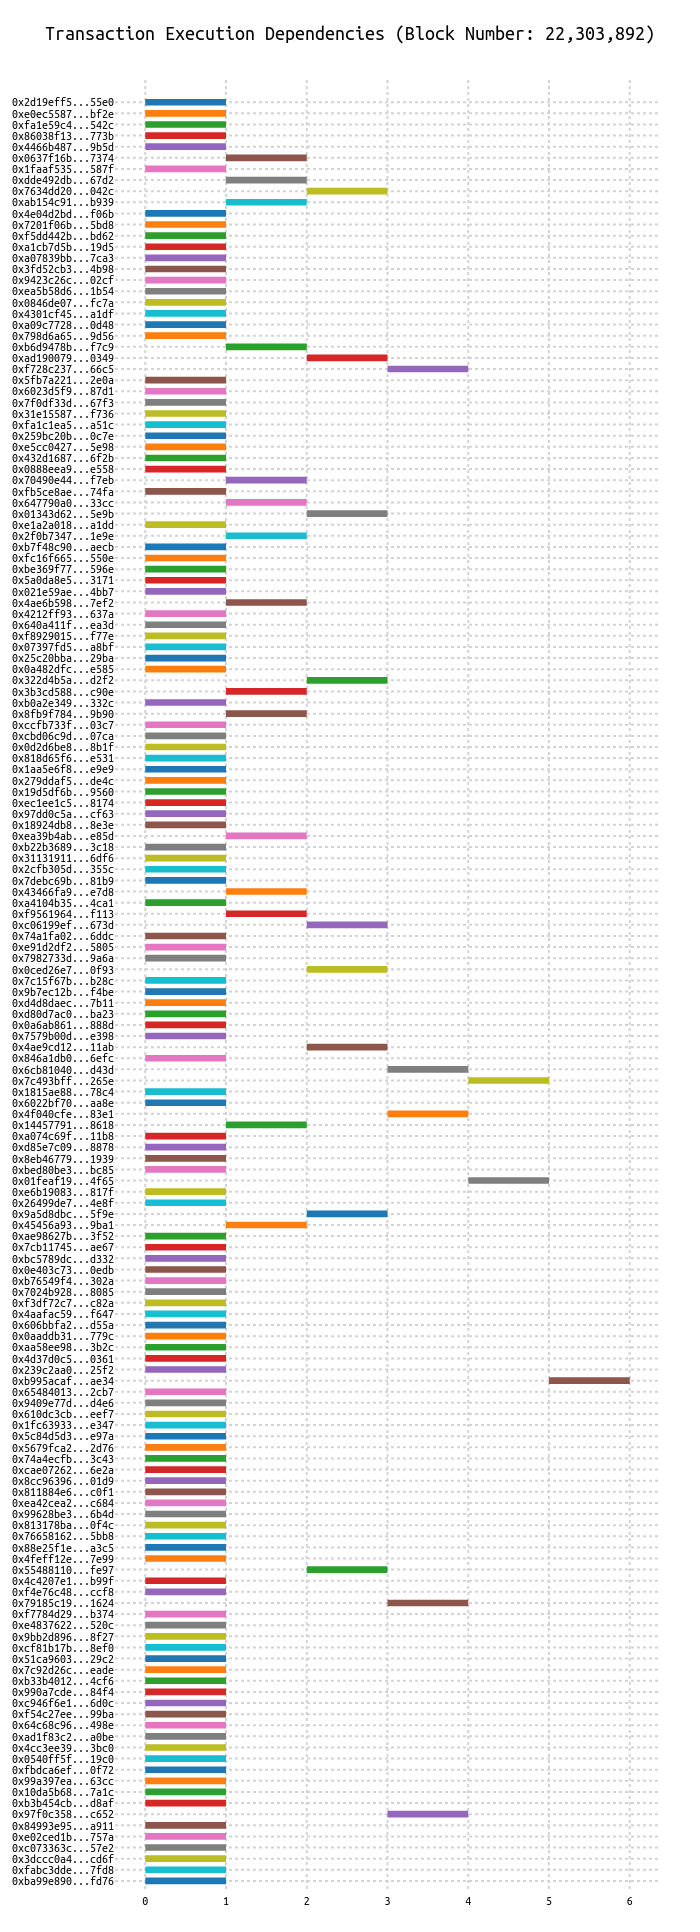 Transaction Execution Dependencies (Block Number: 22,303,892)
0x2d19eff5...55e0
0xe0ec5587...bf2e
0xfa1e59c4...542c
0x86038f13...773b
0x4466b487...9b5d
0x0637f16b...7374
0x1faaf535...587f
0xdde492db...67d2
0x7634dd20...042c
0xab154c91...b939
0x4e04d2bd...f06b
0x7201f06b...5bd8
0xf5dd442b...bd62
0xa1cb7d5b...19d5
0xa07839bb...7ca3
0x3fd52cb3...4b98
0x9423c26c...02cf
0xea5b58d6...1b54
0x0846de07...fc7a
0x4301cf45...a1df
0xa09c7728...0d48
0x798d6a65...9d56
0xb6d9478b...f7c9
0xad190079...0349
0xf728c237...66c5
0x5fb7a221...2e0a
0x6023d5f9...87d1
0x7f0df33d...67f3
0x31e15587...f736
0xfa1c1ea5...a51c
0x259bc20b...0c7e
0xe5cc0427...5e98
0x432d1687...6f2b
0x0888eea9...e558
0x70490e44...f7eb
0xfb5ce8ae...74fa
0x647790a0...33cc
0x01343d62...5e9b
0xe1a2a018...a1dd
0x2f0b7347...1e9e
0xb7f48c90...aecb
0xfc16f665...550e
0xbe369f77...596e
0x5a0da8e5...3171
0x021e59ae...4bb7
0x4ae6b598...7ef2
0x4212ff93...637a
0x640a411f...ea3d
0xf8929015...f77e
0x07397fd5...a8bf
0x25c20bba...29ba
0x0a482dfc...e585
0x322d4b5a...d2f2
0x3b3cd588...c90e
0xb0a2e349...332c
0x8fb9f784...9b90
0xccfb733f...03c7
0xcbd06c9d...07ca
0x0d2d6be8...8b1f
0x818d65f6...e531
0x1aa5e6f8...e9e9
0x279ddaf5...de4c
0x19d5df6b...9560
0xec1ee1c5...8174
0x97dd0c5a...cf63
0x18924db8...8e3e
0xea39b4ab...e85d
0xb22b3689...3c18
0x31131911...6df6
0x2cfb305d...355c
0x7debc69b...81b9
0x43466fa9...e7d8
0xa4104b35...4ca1
0xf9561964...f113
0xc06199ef...673d
0x74a1fa02...6ddc
0xe91d2df2...5805
0x7982733d...9a6a
0x0ced26e7...0f93
0x7c15f67b...b28c
0x9b7ec12b...f4be
0xd4d8daec...7b11
0xd80d7ac0...ba23
0x0a6ab861...888d
0x7579b00d...e398
0x4ae9cd12...11ab
0x846a1db0...6efc
0x6cb81040...d43d
0x7c493bff...265e
0x1815ae88...78c4
0x6022bf70...aa8e
0x4f040cfe...83e1
0x14457791...8618
0xa074c69f...11b8
0xd85e7c09...8878
0x8eb46779...1939
0xbed80be3...bc85
0x01feaf19...4f65
0xe6b19083...817f
0x26499de7...4e8f
0x9a5d8dbc...5f9e
0x45456a93...9ba1
0xae98627b...3f52
0x7cb11745...ae67
0xbc5789dc...d332
0x0e403c73...0edb
0xb76549f4...302a
0x7024b928...8085
0xf3df72c7...c82a
0x4aafac59...f647
0x606bbfa2...d55a
0x0aaddb31...779c
0xaa58ee98...3b2c
0x4d37d0c5...0361
0x239c2aa0...25f2
0xb995acaf...ae34
0x65484013...2cb7
0x9409e77d...d4e6
0x610dc3cb...eef7
0x1fc63933...e347
0x5c84d5d3...e97a
0x5679fca2...2d76
0x74a4ecfb...3c43
0xcae07262...6e2a
0x8cc96396...01d9
0x811884e6...c0f1
0xea42cea2...c684
0x99628be3...6b4d
0x813178ba...0f4c
0x76658162...5bb8
0x88e25f1e...a3c5
0x4feff12e...7e99
0x55488110...fe97
0x4c4207e1...b99f
0xf4e76c48...ccf8
0x79185c19...1624
0xf7784d29...b374
0xe4837622...520c
0x9bb2d896...8f27
0xcf81b17b...8ef0
0x51ca9603...29c2
0x7c92d26c...eade
0xb33b4012...4cf6
0x990a7cde...84f4
0xc946f6e1...6d0c
0xf54c27ee...99ba
0x64c68c96...498e
0xad1f83c2...a0be
0x4cc3ee39...3bc0
0x0540ff5f...19c0
0xfbdca6ef...0f72
0x99a397ea...63cc
0x10da5b68...7a1c
0xb3b454cb...d8af
0x97f0c358...c652
0x84993e95...a911
0xe02ced1b...757a
0xc073363c...57e2
0x3dccc0a4...cd6f
0xfabc3dde...7fd8
0xba99e890...fd76
0 1 2 3 4 5 6